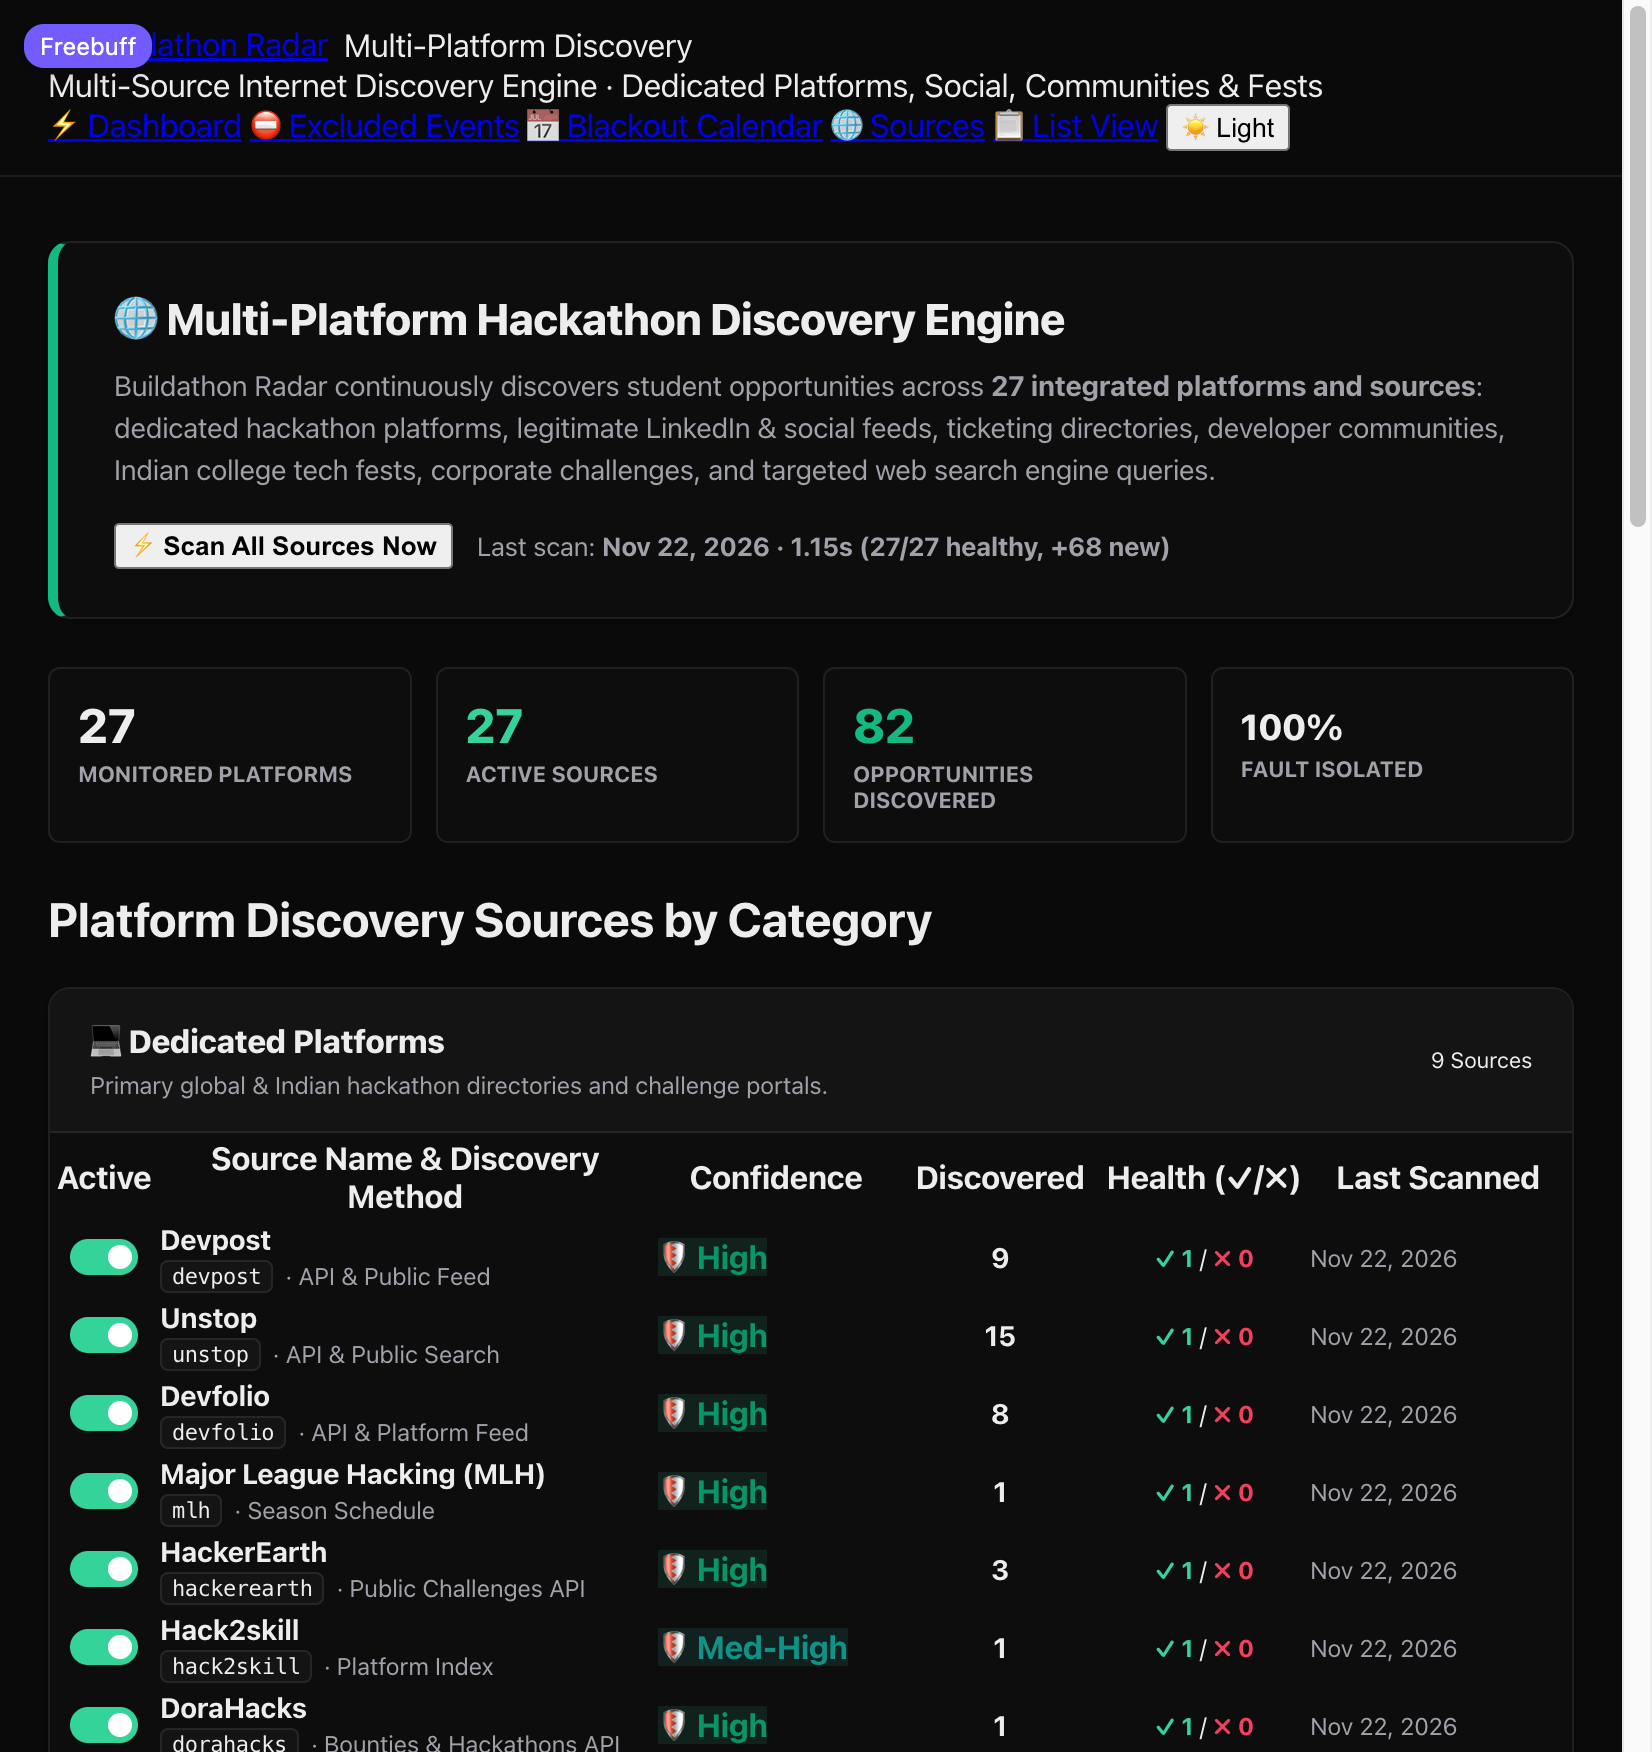 Freebuff
dathon Radar Multi-Platform Discovery
Multi-Source Internet Discovery Engine · Dedicated Platforms, Social, Communities & Fests
⚡ Dashboard ⛔ Excluded Events 📅 Blackout Calendar 🌐 Sources 📋 List View ☀️ Light
🌐 Multi-Platform Hackathon Discovery Engine
Buildathon Radar continuously discovers student opportunities across 27 integrated platforms and sources:
dedicated hackathon platforms, legitimate LinkedIn & social feeds, ticketing directories, developer communities,
Indian college tech fests, corporate challenges, and targeted web search engine queries.
⚡ Scan All Sources Now Last scan: Nov 22, 2026 · 1.15s (27/27 healthy, +68 new)
27
MONITORED PLATFORMS
27
ACTIVE SOURCES
82
OPPORTUNITIES
DISCOVERED
100%
FAULT ISOLATED
Platform Discovery Sources by Category
💻 Dedicated Platforms
Primary global & Indian hackathon directories and challenge portals.
9 Sources
Active Source Name & Discovery Method Confidence Discovered Health (✓/✕) Last Scanned
Devpost
devpost · API & Public Feed
🛡️ High 9 ✓ 1 / ✕ 0 Nov 22, 2026
Unstop
unstop · API & Public Search
🛡️ High 15 ✓ 1 / ✕ 0 Nov 22, 2026
Devfolio
devfolio · API & Platform Feed
🛡️ High 8 ✓ 1 / ✕ 0 Nov 22, 2026
Major League Hacking (MLH)
mlh · Season Schedule
🛡️ High 1 ✓ 1 / ✕ 0 Nov 22, 2026
HackerEarth
hackerearth · Public Challenges API
🛡️ High 3 ✓ 1 / ✕ 0 Nov 22, 2026
Hack2skill
hack2skill · Platform Index
🛡️ Med-High 1 ✓ 1 / ✕ 0 Nov 22, 2026
DoraHacks
dorahacks · Bounties & Hackathons API
🛡️ High 1 ✓ 1 / ✕ 0 Nov 22, 2026